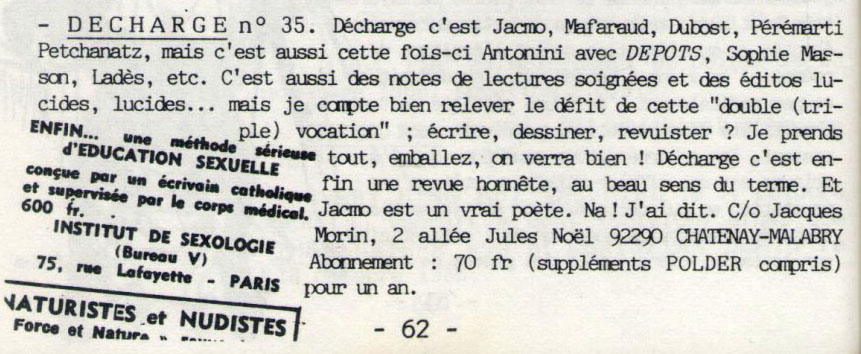 - DECHARGE n° 35. Décharge c'est Jacmo, Mafaraud, Dubost, Pérémarti
Petchanatz, mais c'est aussi cette fois-ci Antonini avec DEPOTS, Sophie Mas-
son, Ladès, etc. C'est aussi des notes de lectures soignées et des éditos lu-
cides, lucides... mais je compte bien relever le défit de cette "double (tri-
ple) vocation" ; écrire, dessiner, revuister ? Je prends
tout, emballez, on verra bien ! Décharge c'est en-
fin une revue honnête, au beau sens du terme. Et
Jacmo est un vrai poète. Na ! J'ai dit. C/o Jacques
Morin, 2 allée Jules Noël 92290 CHATENAY-MALABRY
Abonnement : 70 fr (suppléments POLDER compris)
pour un an.
ENFIN... une méthode sérieuse
d'EDUCATION SEXUELLE
conçue par un écrivain catholique
et supervisée par le corps médical.
600 fr.
INSTITUT DE SEXOLOGIE
(Bureau V)
75, rue Lafayette - PARIS
NATURISTES et NUDISTES
Force et Nature »
- 62 -